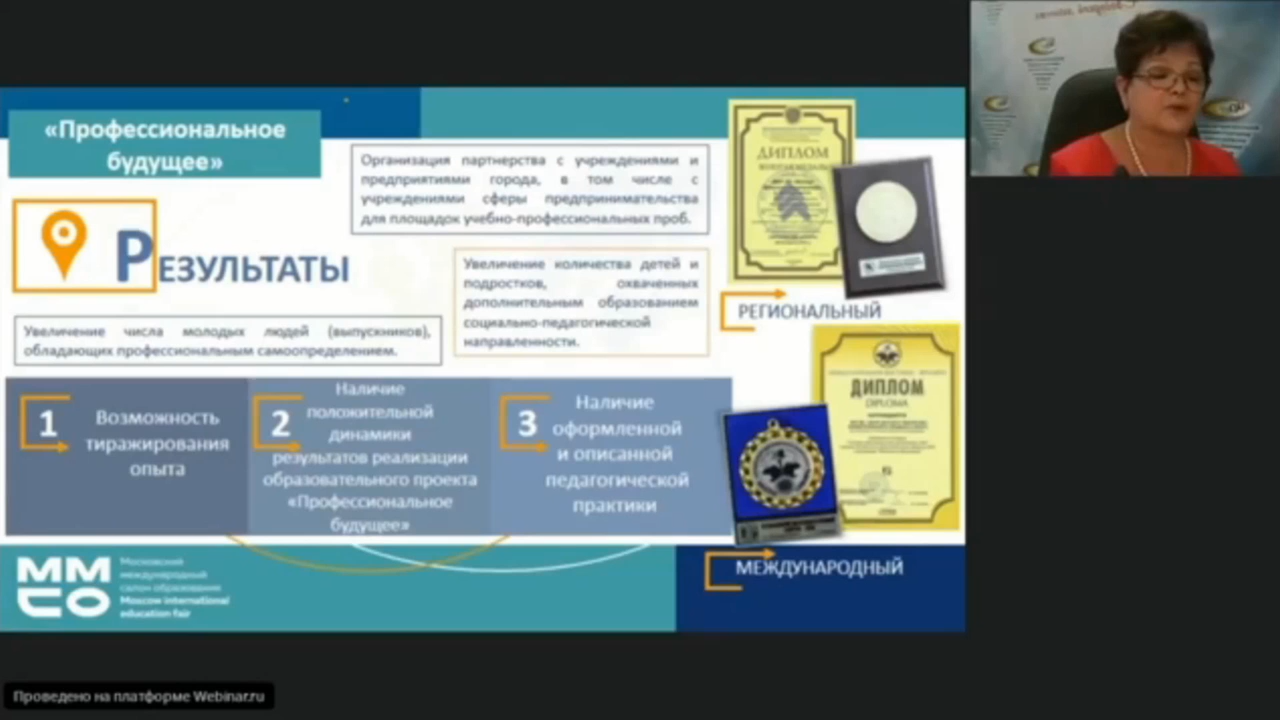 «Профессиональное
будущее»
Организация партнерства с учреждениями и
предприятиями города, в том числе с
учреждениями сферы предпринимательства
для площадок учебно-профессиональных проб.
РЕЗУЛЬТАТЫ
Увеличение количества детей и
подростков, охваченных
дополнительным образованием
социально-педагогической
направленности.
Увеличение числа молодых людей (выпускников),
обладающих профессиональным самоопределением.
ДИПЛОМ
РЕГИОНАЛЬНЫЙ
ДИПЛОМ
DIPLOMA
1
Возможность
тиражирования
опыта
2
Наличие
положительной
динамики
результатов реализации
образовательного проекта
«Профессиональное
будущее»
3
Наличие
оформленной
и описанной
педагогической
практики
МЕЖДУНАРОДНЫЙ
ММ
СО
Московский
международный
салон образования
Moscow international
education fair
Проведено на платформе Webinar.ru